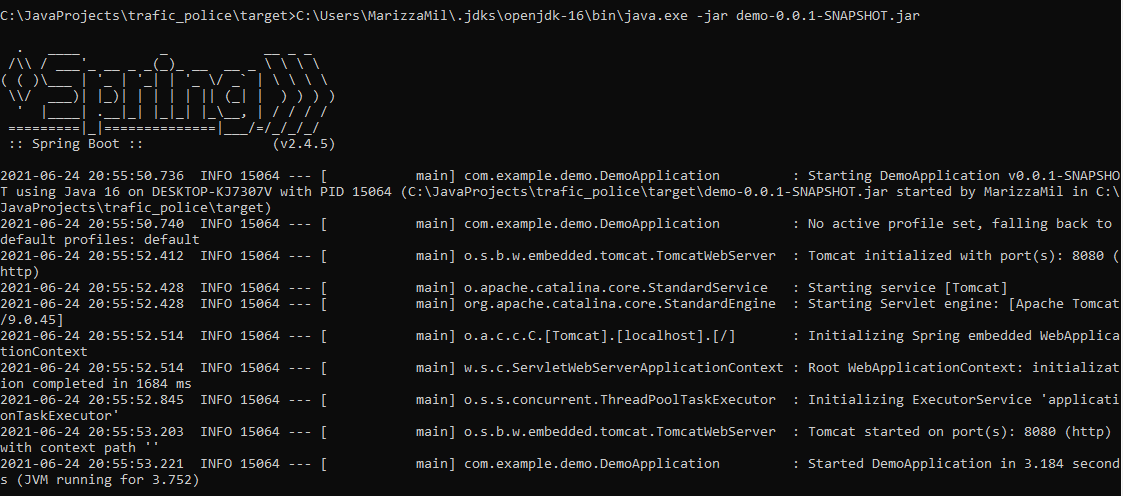 C:\JavaProjects\trafic_police\target>C:\Users\MarizzaMil\.jdks\openjdk-16\bin\java.exe -jar demo-0.0.1-SNAPSHOT.jar
  .   ____          _            __ _ _
 /\\ / ___'_ __ _ _(_)_ __  __ _ \ \ \ \
( ( )\___ | '_ | '_| | '_ \/ _` | \ \ \ \
 \\/  ___)| |_)| | | | | || (_| |  ) ) ) )
  '  |____| .__|_| |_|_| |_\__, | / / / /
 =========|_|==============|___/=/_/_/_/
 :: Spring Boot ::                (v2.4.5)
2021-06-24 20:55:50.736  INFO 15064 --- [           main] com.example.demo.DemoApplication         : Starting DemoApplication v0.0.1-SNAPSHO
T using Java 16 on DESKTOP-KJ7307V with PID 15064 (C:\JavaProjects\trafic_police\target\demo-0.0.1-SNAPSHOT.jar started by MarizzaMil in C:\
JavaProjects\trafic_police\target)
2021-06-24 20:55:50.740  INFO 15064 --- [           main] com.example.demo.DemoApplication         : No active profile set, falling back to
default profiles: default
2021-06-24 20:55:52.412  INFO 15064 --- [           main] o.s.b.w.embedded.tomcat.TomcatWebServer  : Tomcat initialized with port(s): 8080 (
http)
2021-06-24 20:55:52.428  INFO 15064 --- [           main] o.apache.catalina.core.StandardService   : Starting service [Tomcat]
2021-06-24 20:55:52.428  INFO 15064 --- [           main] org.apache.catalina.core.StandardEngine  : Starting Servlet engine: [Apache Tomcat
/9.0.45]
2021-06-24 20:55:52.514  INFO 15064 --- [           main] o.a.c.c.C.[Tomcat].[localhost].[/]       : Initializing Spring embedded WebApplica
tionContext
2021-06-24 20:55:52.514  INFO 15064 --- [           main] w.s.c.ServletWebServerApplicationContext : Root WebApplicationContext: initializat
ion completed in 1684 ms
2021-06-24 20:55:52.845  INFO 15064 --- [           main] o.s.s.concurrent.ThreadPoolTaskExecutor  : Initializing ExecutorService 'applicati
onTaskExecutor'
2021-06-24 20:55:53.203  INFO 15064 --- [           main] o.s.b.w.embedded.tomcat.TomcatWebServer  : Tomcat started on port(s): 8080 (http)
with context path ''
2021-06-24 20:55:53.221  INFO 15064 --- [           main] com.example.demo.DemoApplication         : Started DemoApplication in 3.184 second
s (JVM running for 3.752)